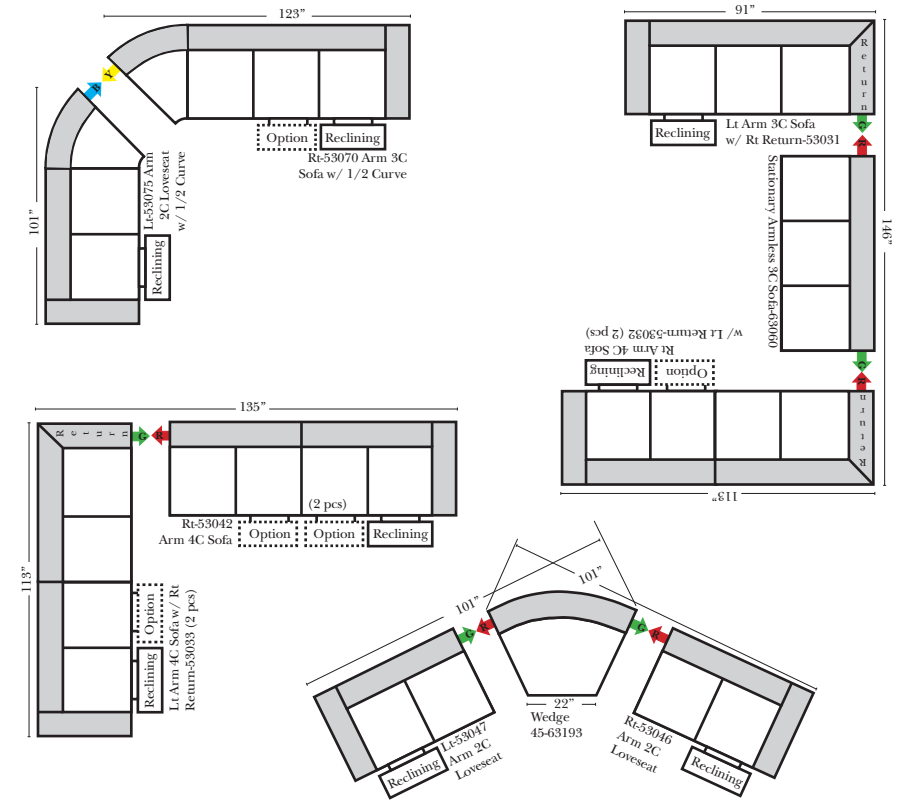 123”
B
Y
Option
Reclining
Rt-53070 Arm 3C
Sofa w/ 1/2 Curve
101”
Lt-53075 Arm
2C Loveseat
w/ 1/2 Curve
Reclining
91”
Return
Reclining
Lt Arm 3C Sofa
w/ Rt Return-53031
G
R
Stationary Armless 3C Sofa-63060
146”
G
R
Rt Arm 4C Sofa
w/ Lt Return-53032 (2 pcs)
Reclining
Option
Return
113”
135”
Return
G
R
(2 pcs)
Rt-53042
Arm 4C Sofa
Option
Option
Reclining
113”
Option
Reclining
Lt Arm 4C Sofa w/ Rt
Return-53033 (2 pcs)
101”
101”
G
R
G
R
22”
Wedge
45-63193
Lt-53047
Arm 2C
Loveseat
Reclining
Rt-53046
Arm 2C
Loveseat
Reclining